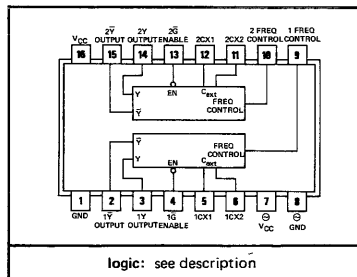 2Y̅ 2Y 2G̅ 2 FREQ 1 FREQ
VCC OUTPUT OUTPUT ENABLE 2CX1 2CX2 CONTROL CONTROL
16 15 14 13 12 11 10 9
Y EN Cext FREQ
Y̅ CONTROL
Y̅ FREQ
Y EN Cext CONTROL
1 2 3 4 5 6 7 8
GND 1Y̅ 1Y 1G̅ 1CX1 1CX2 ⊖ ⊖
OUTPUT OUTPUT ENABLE VCC GND
logic: see description